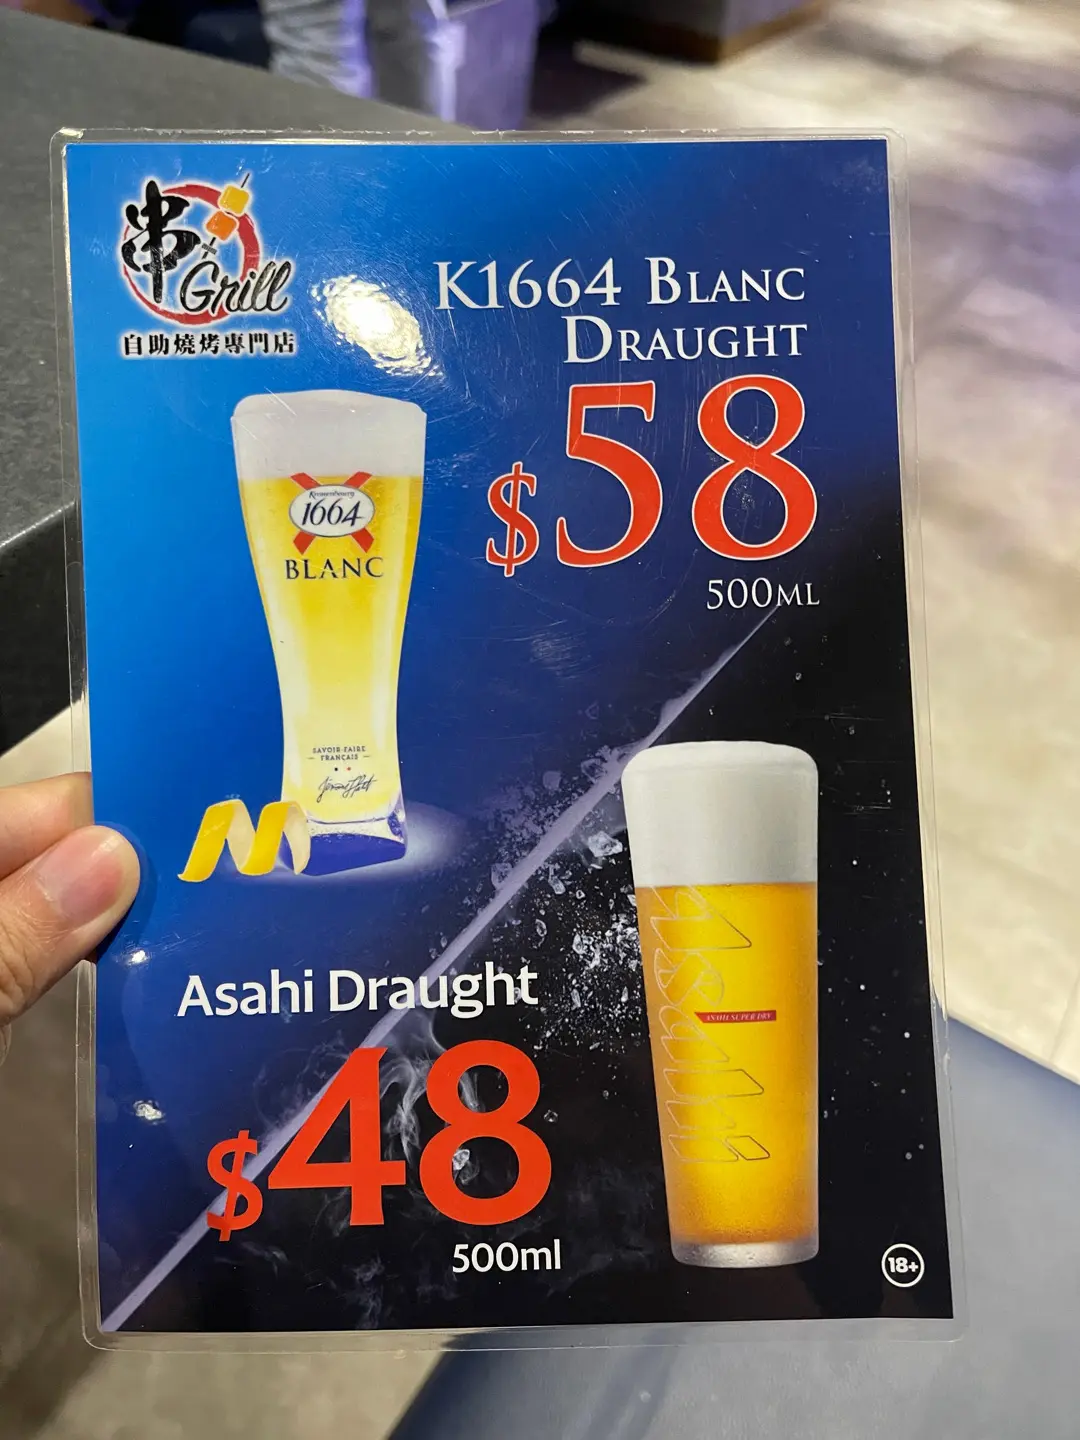 串
Grill
自助燒烤專門店
K1664 BLANC
DRAUGHT
$58
500ML
Kronenbourg
1664
BLANC
SAVOIR-FAIRE
FRANÇAIS
Asahi Draught
$48
500ml
Asahi
ASAHI SUPER DRY
18+